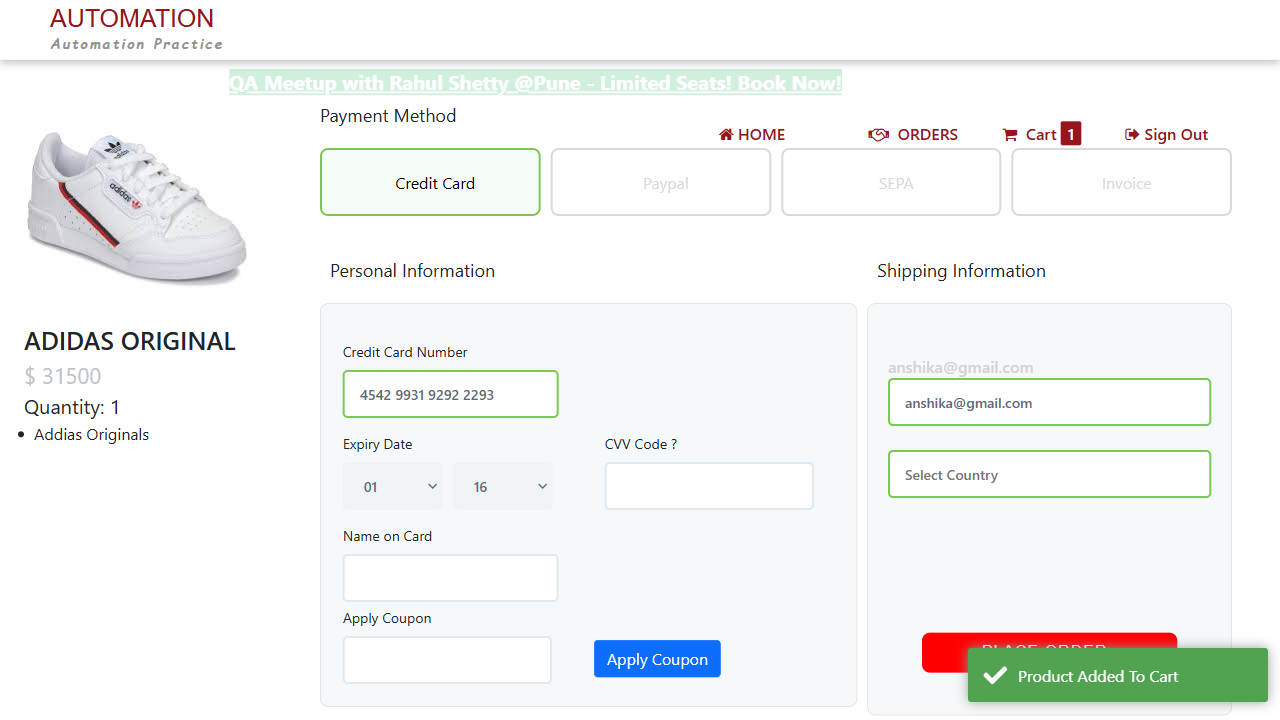 AUTOMATION
Automation Practice
QA Meetup with Rahul Shetty @Pune - Limited Seats! Book Now!
Payment Method
HOME
ORDERS
Cart 1
Sign Out
Credit Card
Paypal
SEPA
Invoice
adidas
Personal Information
Shipping Information
ADIDAS ORIGINAL
$ 31500
Quantity: 1
Addias Originals
Credit Card Number
4542 9931 9292 2293
Expiry Date
CVV Code ?
01
16
Name on Card
Apply Coupon
Apply Coupon
anshika@gmail.com
anshika@gmail.com
Select Country
PLACE ORDER
Product Added To Cart